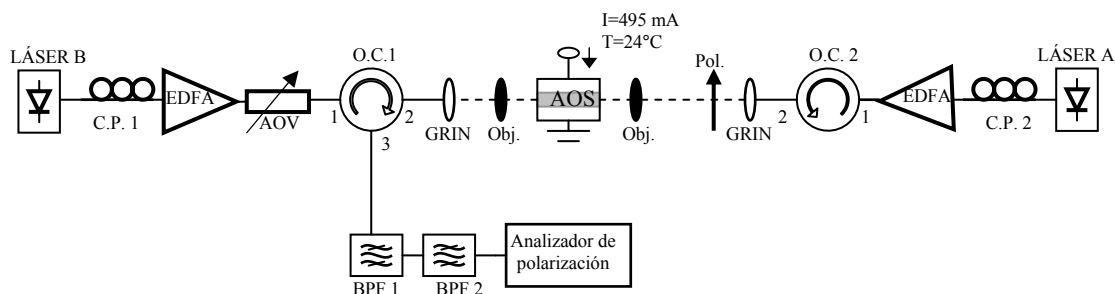 I=495 mA
T=24°C
LÁSER B
O.C.1
Pol.
O.C. 2
LÁSER A
EDFA
AOS
EDFA
C.P. 1
AOV
1
2
3
GRIN
Obj.
Obj.
GRIN
2
1
C.P. 2
Analizador de
polarización
BPF 1
BPF 2